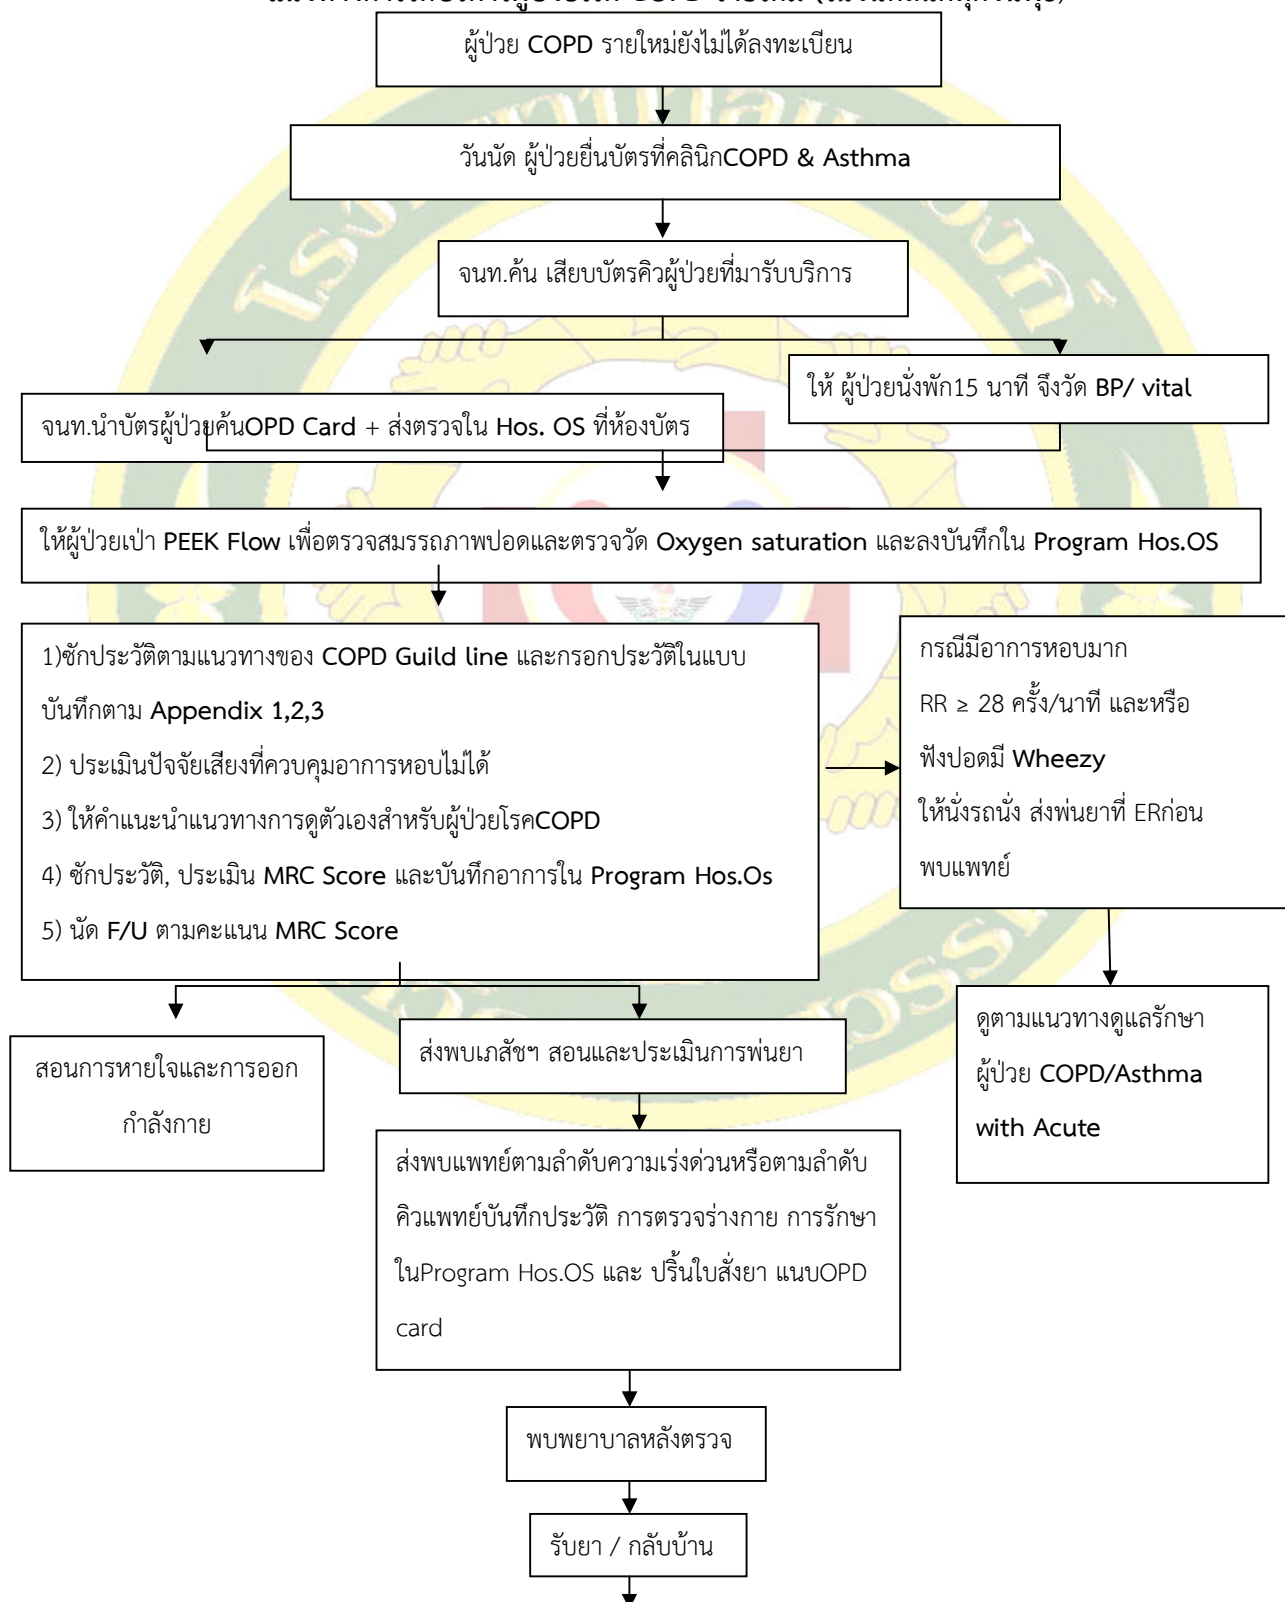 ผู้ป่วย COPD รายใหม่ยังไม่ได้ลงทะเบียน
วันนัด ผู้ป่วยยื่นบัตรที่คลินิกCOPD & Asthma
จนท.ค้น เสียบบัตรคิวผู้ป่วยที่มารับบริการ
ให้ ผู้ป่วยนั่งพัก15 นาที จึงวัด BP/ vital
จนท.นำบัตรผู้ป่วยค้นOPD Card + ส่งตรวจใน Hos. OS ที่ห้องบัตร
ให้ผู้ป่วยเป่า PEEK Flow เพื่อตรวจสมรรถภาพปอดและตรวจวัด Oxygen saturation และลงบันทึกใน Program Hos.OS
1)ซักประวัติตามแนวทางของ COPD Guild line และกรอกประวัติในแบบ
บันทึกตาม Appendix 1,2,3
2) ประเมินปัจจัยเสียงที่ควบคุมอาการหอบไม่ได้
3) ให้คำแนะนำแนวทางการดูตัวเองสำหรับผู้ป่วยโรคCOPD
4) ซักประวัติ, ประเมิน MRC Score และบันทึกอาการใน Program Hos.Os
5) นัด F/U ตามคะแนน MRC Score
กรณีมีอาการหอบมาก
RR ≥ 28 ครั้ง/นาที และหรือ
ฟังปอดมี Wheezy
ให้นั่งรถนั่ง ส่งพ่นยาที่ ERก่อน
พบแพทย์
สอนการหายใจและการออก
กำลังกาย
ส่งพบเภสัชฯ สอนและประเมินการพ่นยา
ดูตามแนวทางดูแลรักษา
ผู้ป่วย COPD/Asthma
with Acute
ส่งพบแพทย์ตามลำดับความเร่งด่วนหรือตามลำดับ
คิวแพทย์บันทึกประวัติ การตรวจร่างกาย การรักษา
ในProgram Hos.OS และ ปริ้นใบสั่งยา แนบOPD
card
พบพยาบาลหลังตรวจ
รับยา / กลับบ้าน